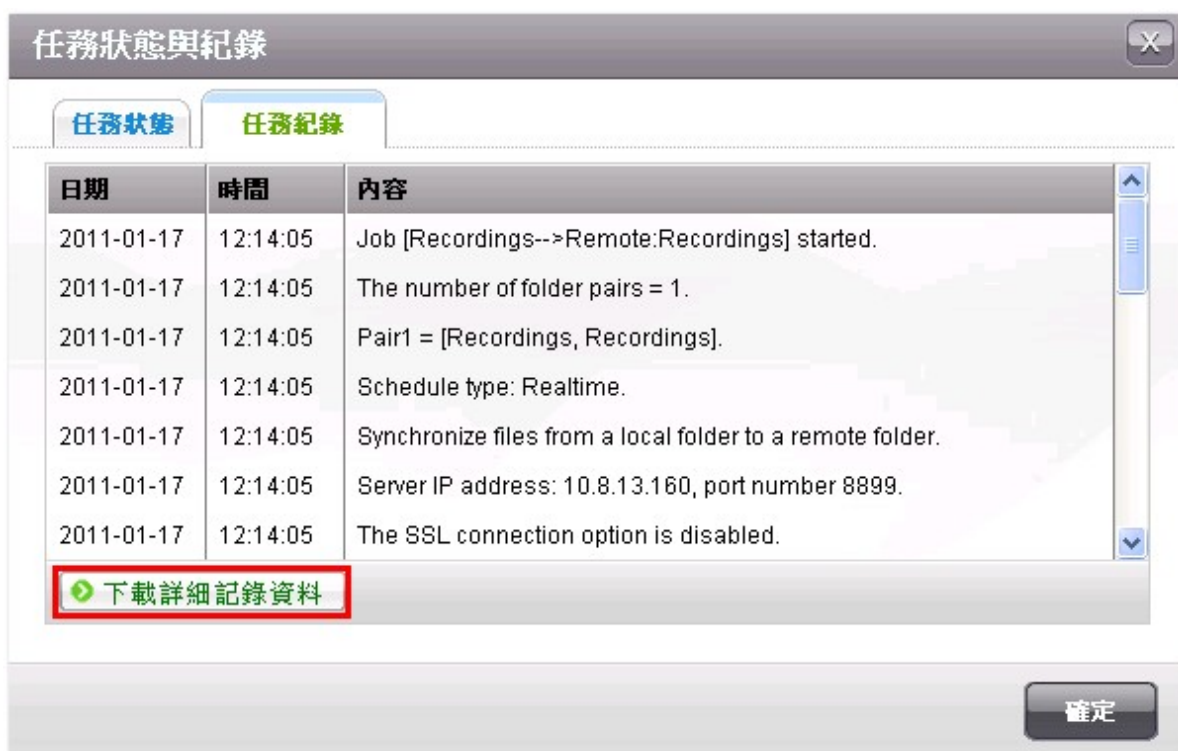 任務狀態與紀錄
X
任務狀態
任務紀錄
日期 時間 內容
2011-01-17 12:14:05 Job [Recordings-->Remote:Recordings] started.
2011-01-17 12:14:05 The number of folder pairs = 1.
2011-01-17 12:14:05 Pair1 = [Recordings, Recordings].
2011-01-17 12:14:05 Schedule type: Realtime.
2011-01-17 12:14:05 Synchronize files from a local folder to a remote folder.
2011-01-17 12:14:05 Server IP address: 10.8.13.160, port number 8899.
2011-01-17 12:14:05 The SSL connection option is disabled.
下載詳細記錄資料
確定